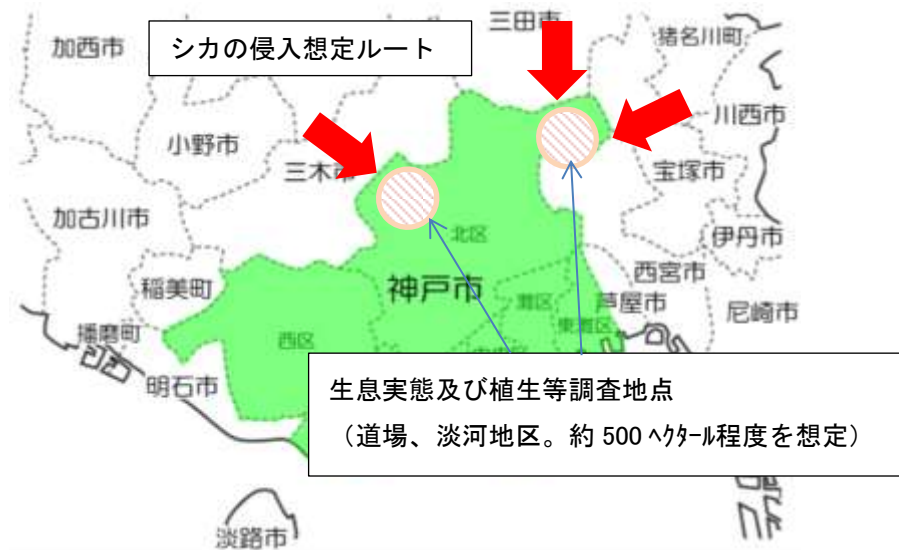 三田市
猪名川町
加西市
シカの侵入想定ルート
川西市
小野市
三木市
宝塚市
加古川市
北区
伊丹市
西宮市
稲美町
神戸市
灘区
芦屋市
尼崎市
播磨町
西区
東灘区
明石市
生息実態及び植生等調査地点
（道場、淡河地区。約 500 ﾍｸﾀｰﾙ程度を想定）
淡路市